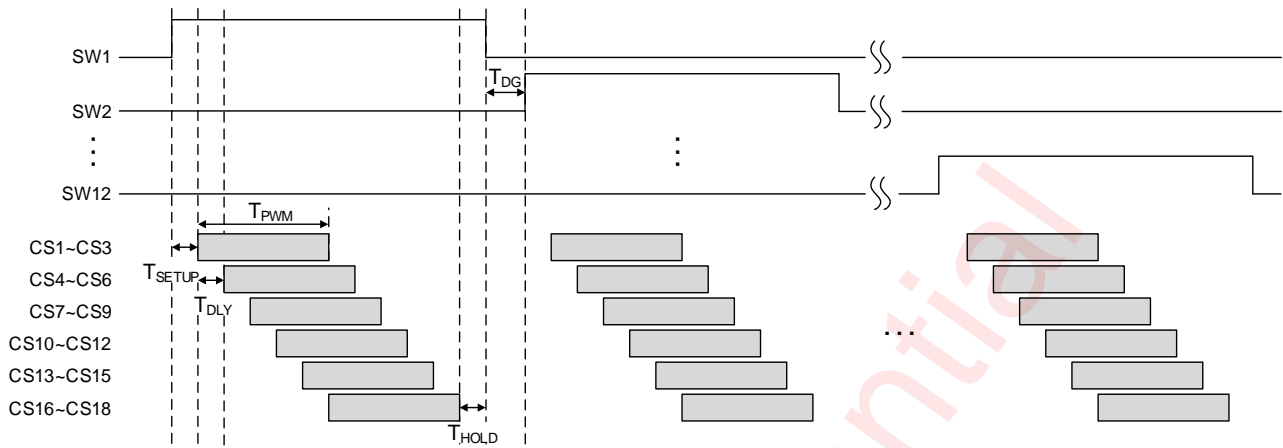 SW1
T_DG
SW2
⋮ ⋮
SW12
T_PWM
CS1~CS3
T_SETUP
CS4~CS6
T_DLY
CS7~CS9
CS10~CS12
...
CS13~CS15
CS16~CS18
T_HOLD
ntial